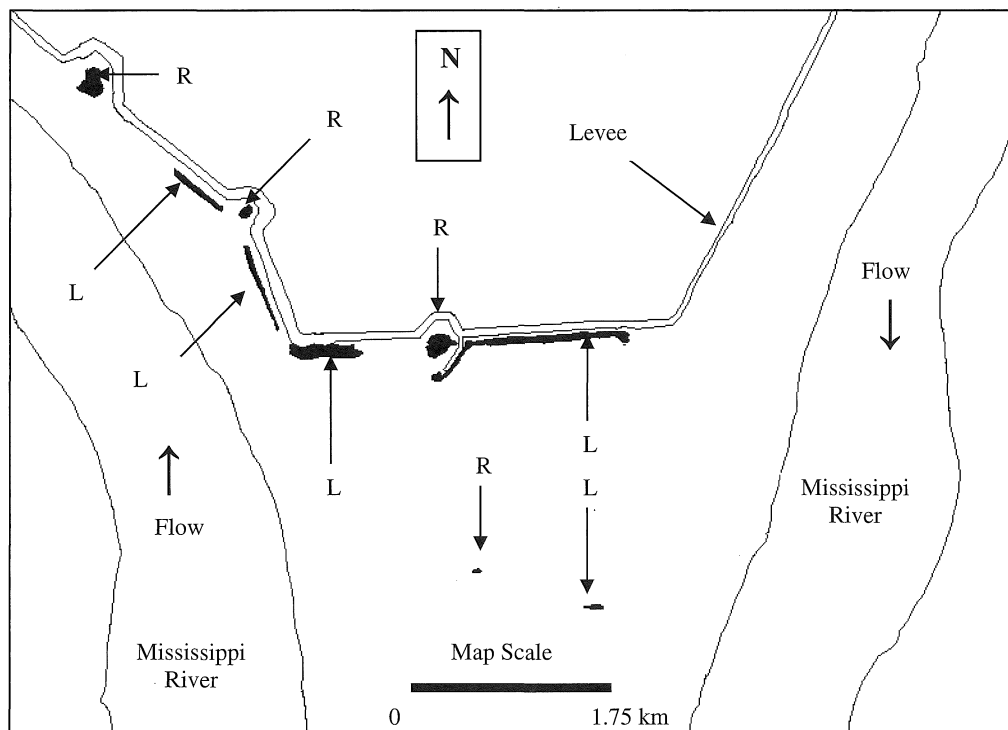 N
R
R
Levee
R
Flow
L
L
L
L
L
R
Mississippi
River
Flow
Mississippi
River
Map Scale
0
1.75 km